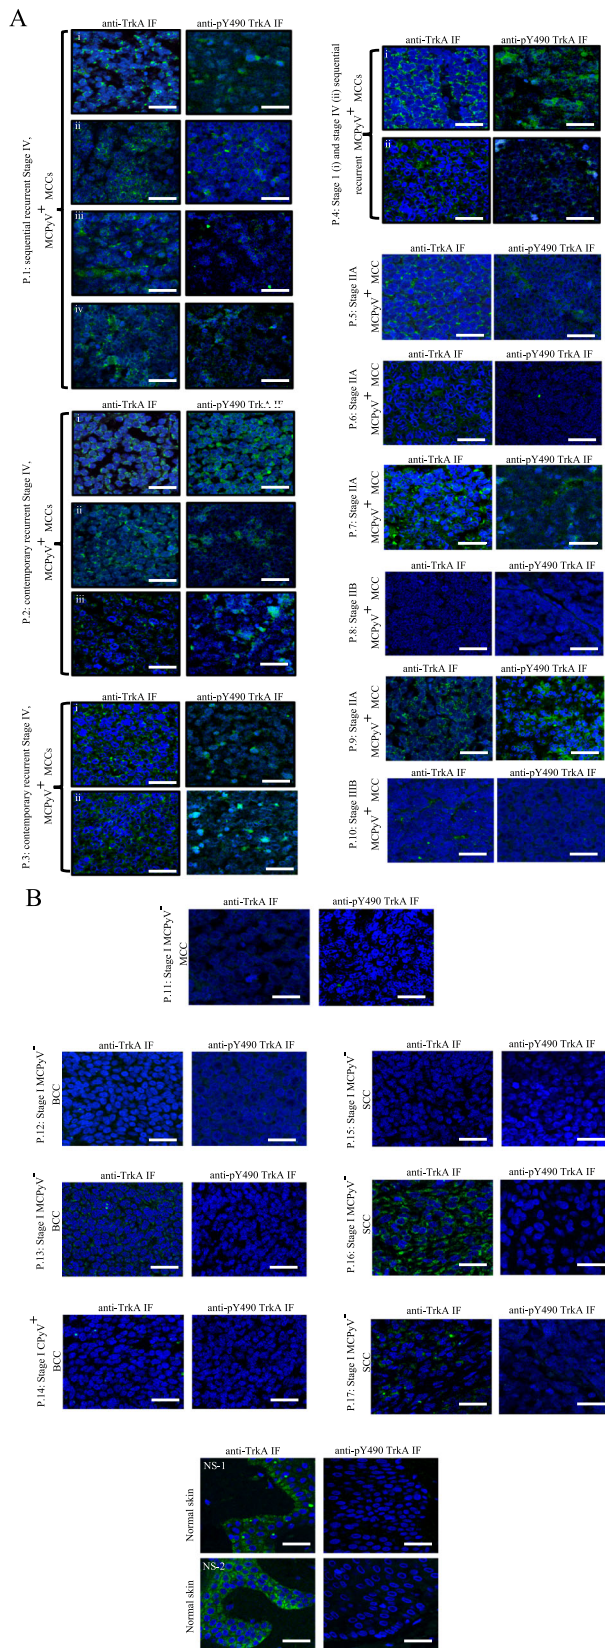 A
anti-TrkA IF
anti-pY490 TrkA IF
P.1: sequential recurrent Stage IV,
MCPyV+ MCCs
i
ii
iii
iv
anti-TrkA IF
anti-pY490 TrkA IF
P.2: contemporary recurrent Stage IV,
MCPyV+ MCCs
i
ii
iii
anti-TrkA IF
anti-pY490 TrkA IF
P.3: contemporary recurrent Stage IV,
MCPyV+ MCCs
i
ii
anti-TrkA IF
anti-pY490 TrkA IF
P.4: Stage 1 (i) and stage IV (ii) sequential
recurrent MCPyV+ MCCs
i
ii
anti-TrkA IF
anti-pY490 TrkA IF
P.5: Stage IIA
MCPyV+ MCC
anti-TrkA IF
anti-pY490 TrkA IF
P.6: Stage IIA
MCPyV+ MCC
anti-TrkA IF
anti-pY490 TrkA IF
P.7: Stage IIA
MCPyV+ MCC
anti-TrkA IF
anti-pY490 TrkA IF
P.8: Stage IIB
MCPyV+ MCC
anti-TrkA IF
anti-pY490 TrkA IF
P.9: Stage IIA
MCPyV+ MCC
anti-TrkA IF
anti-pY490 TrkA IF
P.10: Stage IIIB
MCPyV+ MCC
B
anti-TrkA IF
anti-pY490 TrkA IF
P.11: Stage I MCPyV-
MCC
anti-TrkA IF
anti-pY490 TrkA IF
P.12: Stage I MCPyV-
BCC
anti-TrkA IF
anti-pY490 TrkA IF
P.15: Stage I MCPyV-
SCC
anti-TrkA IF
anti-pY490 TrkA IF
P.13: Stage I MCPyV-
BCC
anti-TrkA IF
anti-pY490 TrkA IF
P.16: Stage I MCPyV-
SCC
anti-TrkA IF
anti-pY490 TrkA IF
P.14: Stage I CPyV+
BCC
anti-TrkA IF
anti-pY490 TrkA IF
P.17: Stage I MCPyV-
SCC
anti-TrkA IF
anti-pY490 TrkA IF
Normal skin
NS-1
Normal skin
NS-2